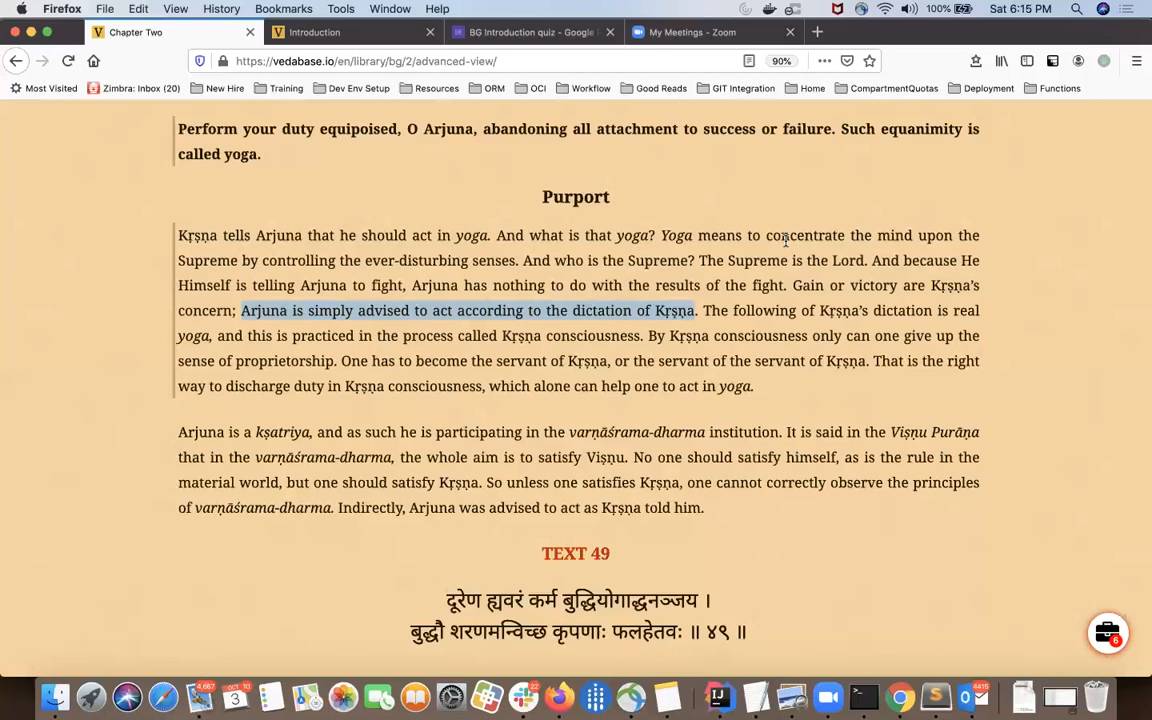 Firefox File Edit View History Bookmarks Tools Window Help 100% Sat 6:15 PM
Chapter Two Introduction BG Introduction quiz - Google F My Meetings - Zoom
https://vedabase.io/en/library/bg/2/advanced-view/ 90%
Most Visited Zimbra: Inbox (20) New Hire Training Dev Env Setup Resources ORM OCI Workflow Good Reads GIT Integration Home CompartmentQuotas Deployment Functions
Perform your duty equipoised, O Arjuna, abandoning all attachment to success or failure. Such equanimity is
called yoga.
Purport
Kṛṣṇa tells Arjuna that he should act in yoga. And what is that yoga? Yoga means to concentrate the mind upon the
Supreme by controlling the ever-disturbing senses. And who is the Supreme? The Supreme is the Lord. And because He
Himself is telling Arjuna to fight, Arjuna has nothing to do with the results of the fight. Gain or victory are Kṛṣṇa’s
concern; Arjuna is simply advised to act according to the dictation of Kṛṣṇa. The following of Kṛṣṇa’s dictation is real
yoga, and this is practiced in the process called Kṛṣṇa consciousness. By Kṛṣṇa consciousness only can one give up the
sense of proprietorship. One has to become the servant of Kṛṣṇa, or the servant of the servant of Kṛṣṇa. That is the right
way to discharge duty in Kṛṣṇa consciousness, which alone can help one to act in yoga.
Arjuna is a kṣatriya, and as such he is participating in the varṇāśrama-dharma institution. It is said in the Viṣṇu Purāṇa
that in the varṇāśrama-dharma, the whole aim is to satisfy Viṣṇu. No one should satisfy himself, as is the rule in the
material world, but one should satisfy Kṛṣṇa. So unless one satisfies Kṛṣṇa, one cannot correctly observe the principles
of varṇāśrama-dharma. Indirectly, Arjuna was advised to act as Kṛṣṇa told him.
TEXT 49
दूरेण ह्यवरं कर्म बुद्धियोगाद्धनञ्जय ।
बुद्धौ शरणमन्विच्छ कृपणाः फलहेतवः ॥ ४९ ॥
6
4,667 OCT 3 22 4415